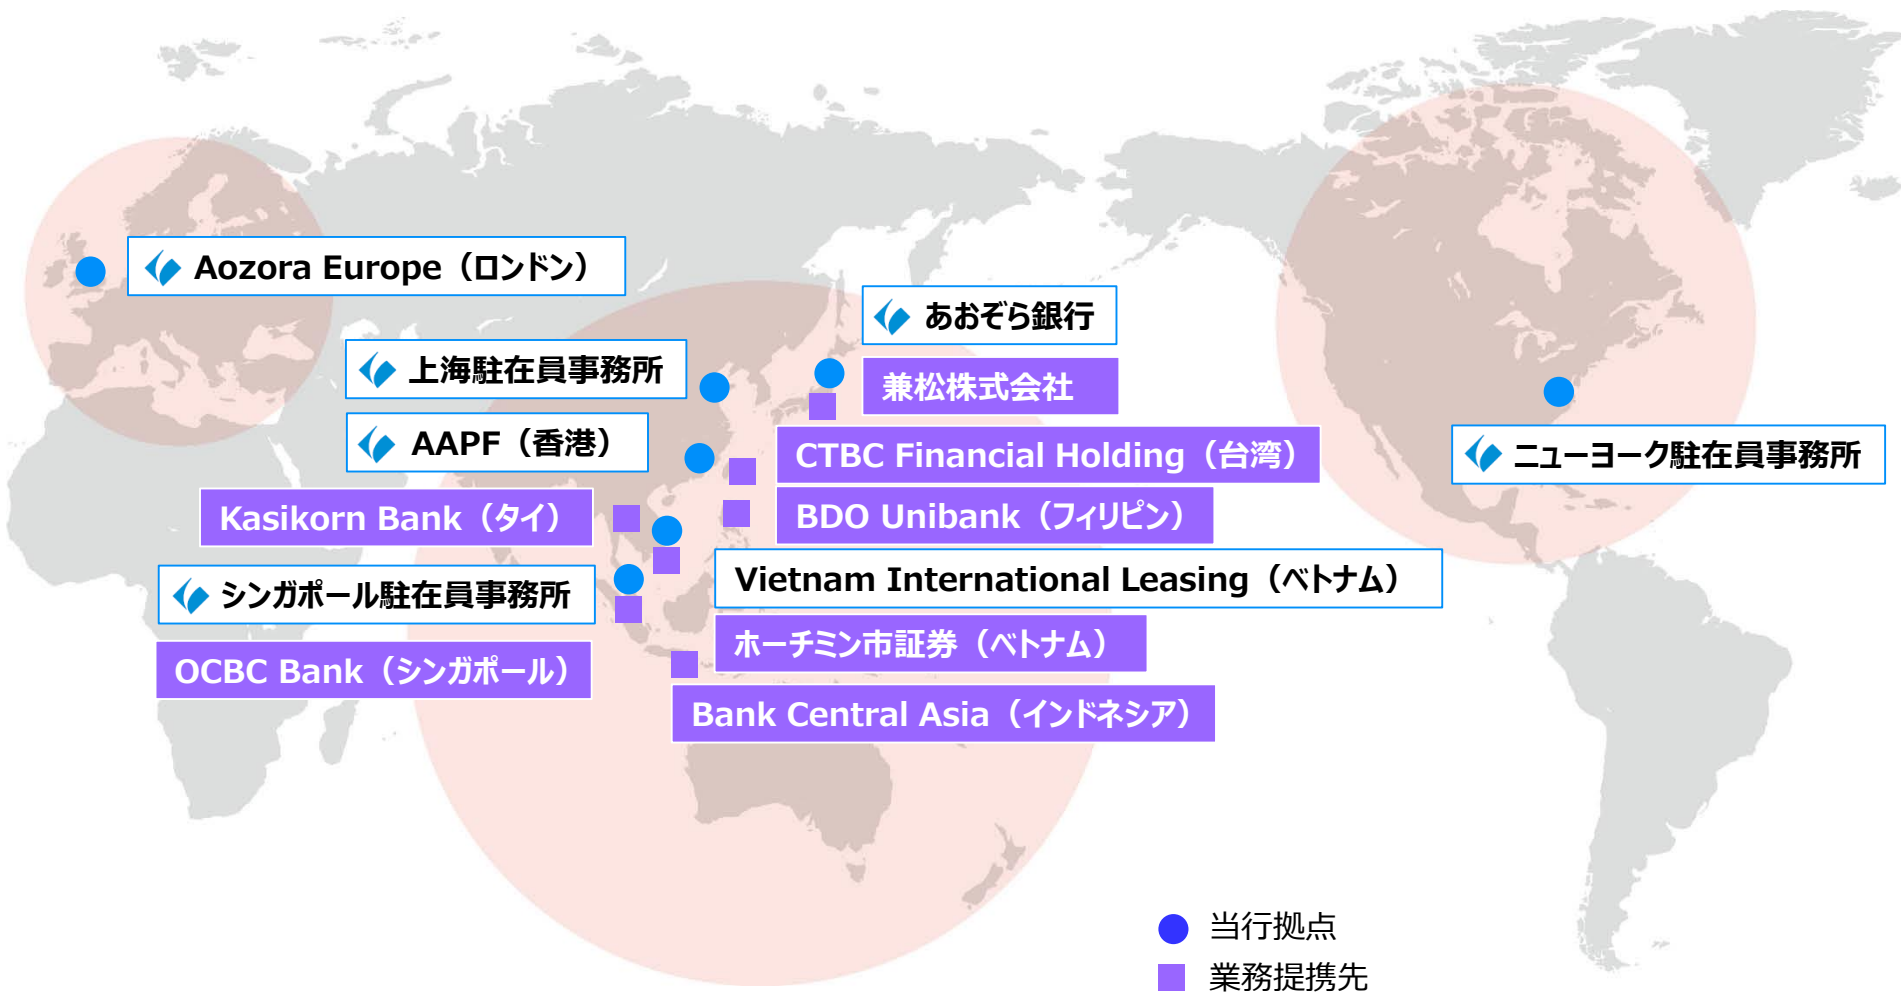 Aozora Europe（ロンドン）
あおぞら銀行
上海駐在員事務所
兼松株式会社
AAPF（香港）
CTBC Financial Holding（台湾）
ニューヨーク駐在員事務所
Kasikorn Bank（タイ）
BDO Unibank（フィリピン）
Vietnam International Leasing（ベトナム）
シンガポール駐在員事務所
ホーチミン市証券（ベトナム）
OCBC Bank（シンガポール）
Bank Central Asia（インドネシア）
当行拠点
業務提携先